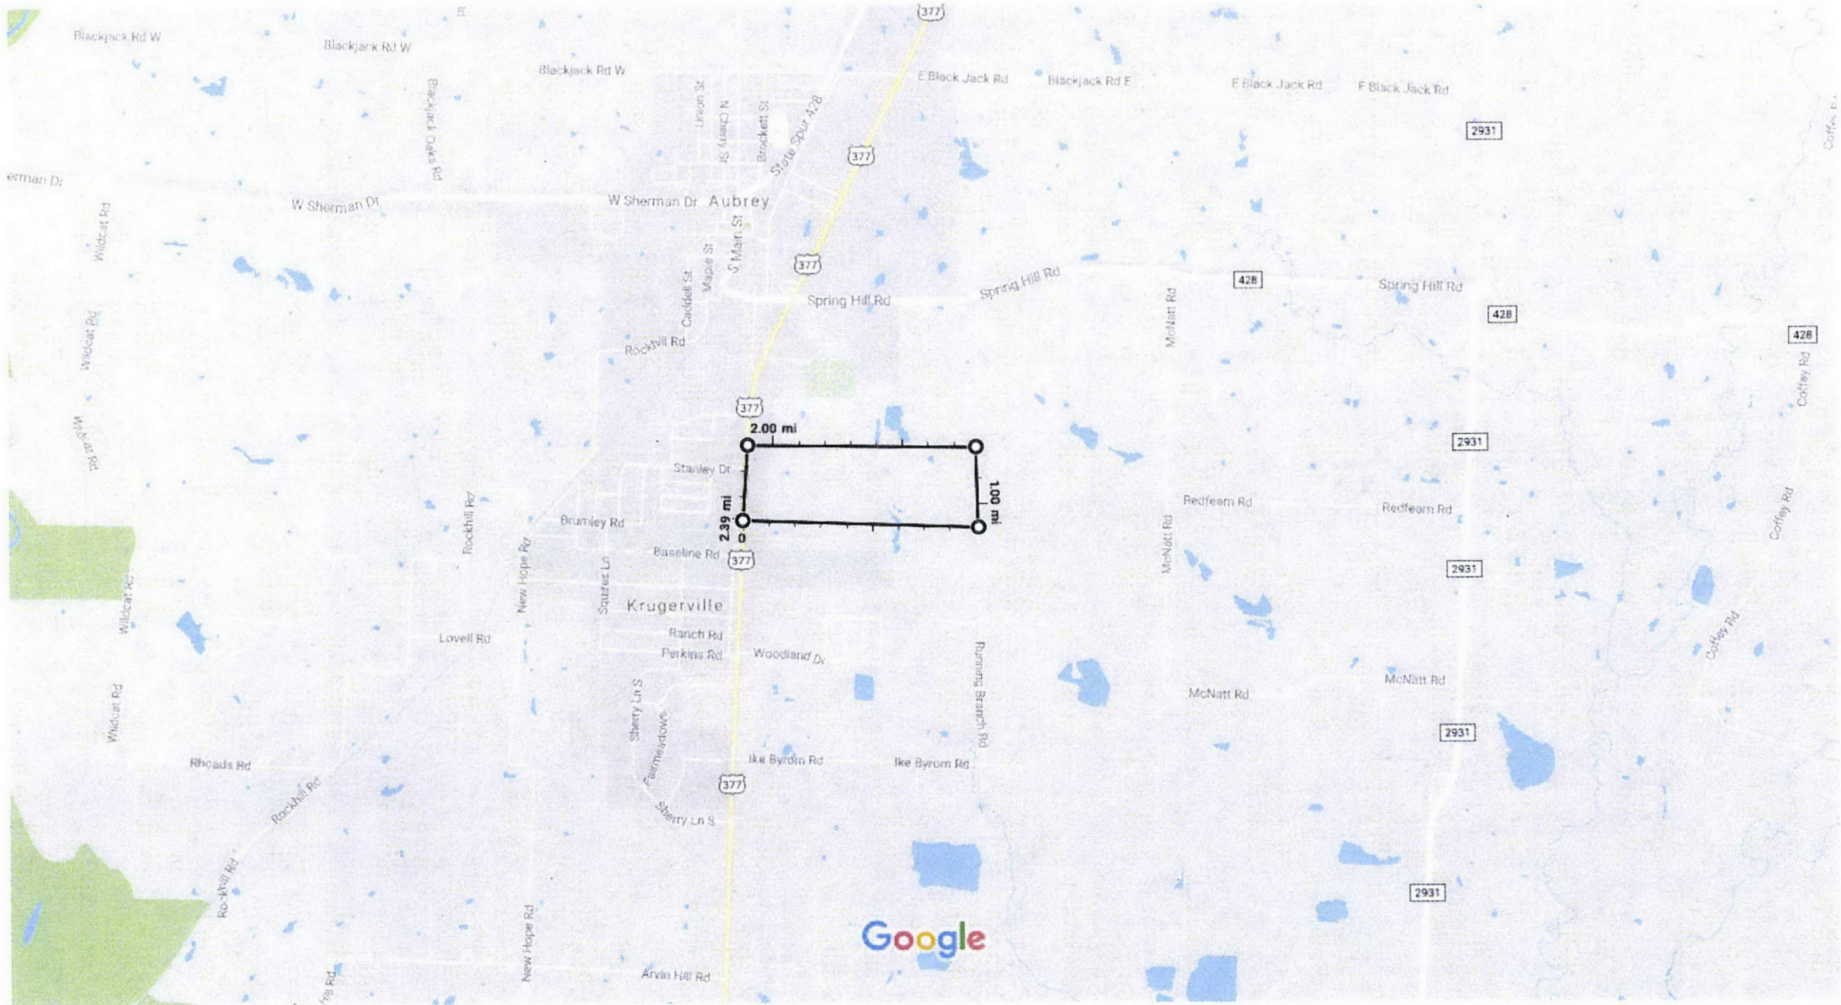 377
Blackjack Rd W
Blackjack Rd W
Blackjack Rd W
E Black Jack Rd
Blackjack Rd E
E Black Jack Rd
E Black Jack Rd
Blackjack Oaks Rd
Union St
N Cherry St
Brockett St
State Spur 428
2931
377
erman Dr
W Sherman Dr
W Sherman Dr
Aubrey
Wildcat Rd
S Main St
Maple St
Caddell St
377
Spring Hill Rd
Spring Hill Rd
428
Spring Hill Rd
428
428
McNatt Rd
Wildcat Rd
Rockhill Rd
Coffey Rd
377
2.00 mi
Wildcat Rd
2931
Stanley Dr
1.00 mi
Redfearn Rd
Redfearn Rd
2.39 mi
0
Rockhill Rd
Brumley Rd
Coffey Rd
New Hope Rd
Baseline Rd
377
McNatt Rd
2931
Squires Ln
Wildcat Rd
Krugerville
Lovell Rd
Ranch Rd
Perkins Rd
Woodland Dr
Coffey Rd
Running Branch Rd
McNatt Rd
McNatt Rd
Wildcat Rd
Sherry Ln S
Fairmeadows
2931
Rhoads Rd
Ike Byrom Rd
Ike Byrom Rd
377
Rockhill Rd
Sherry Ln S
Rockhill Rd
2931
New Hope Rd
Google
Arvin Hill Rd